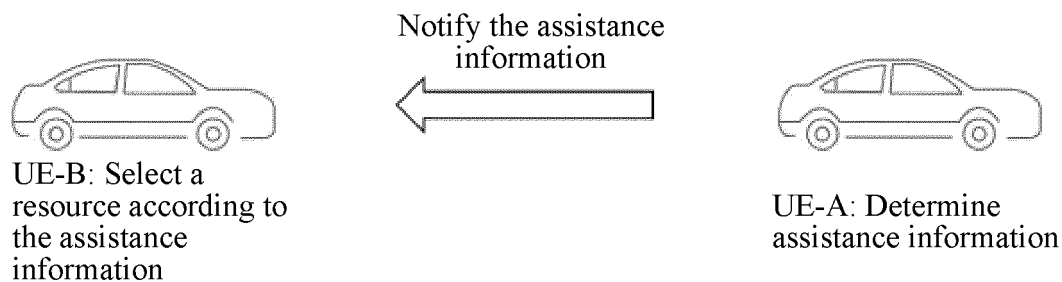 Notify the assistance
information
UE-B: Select a
resource according to
the assistance
information
UE-A: Determine
assistance information